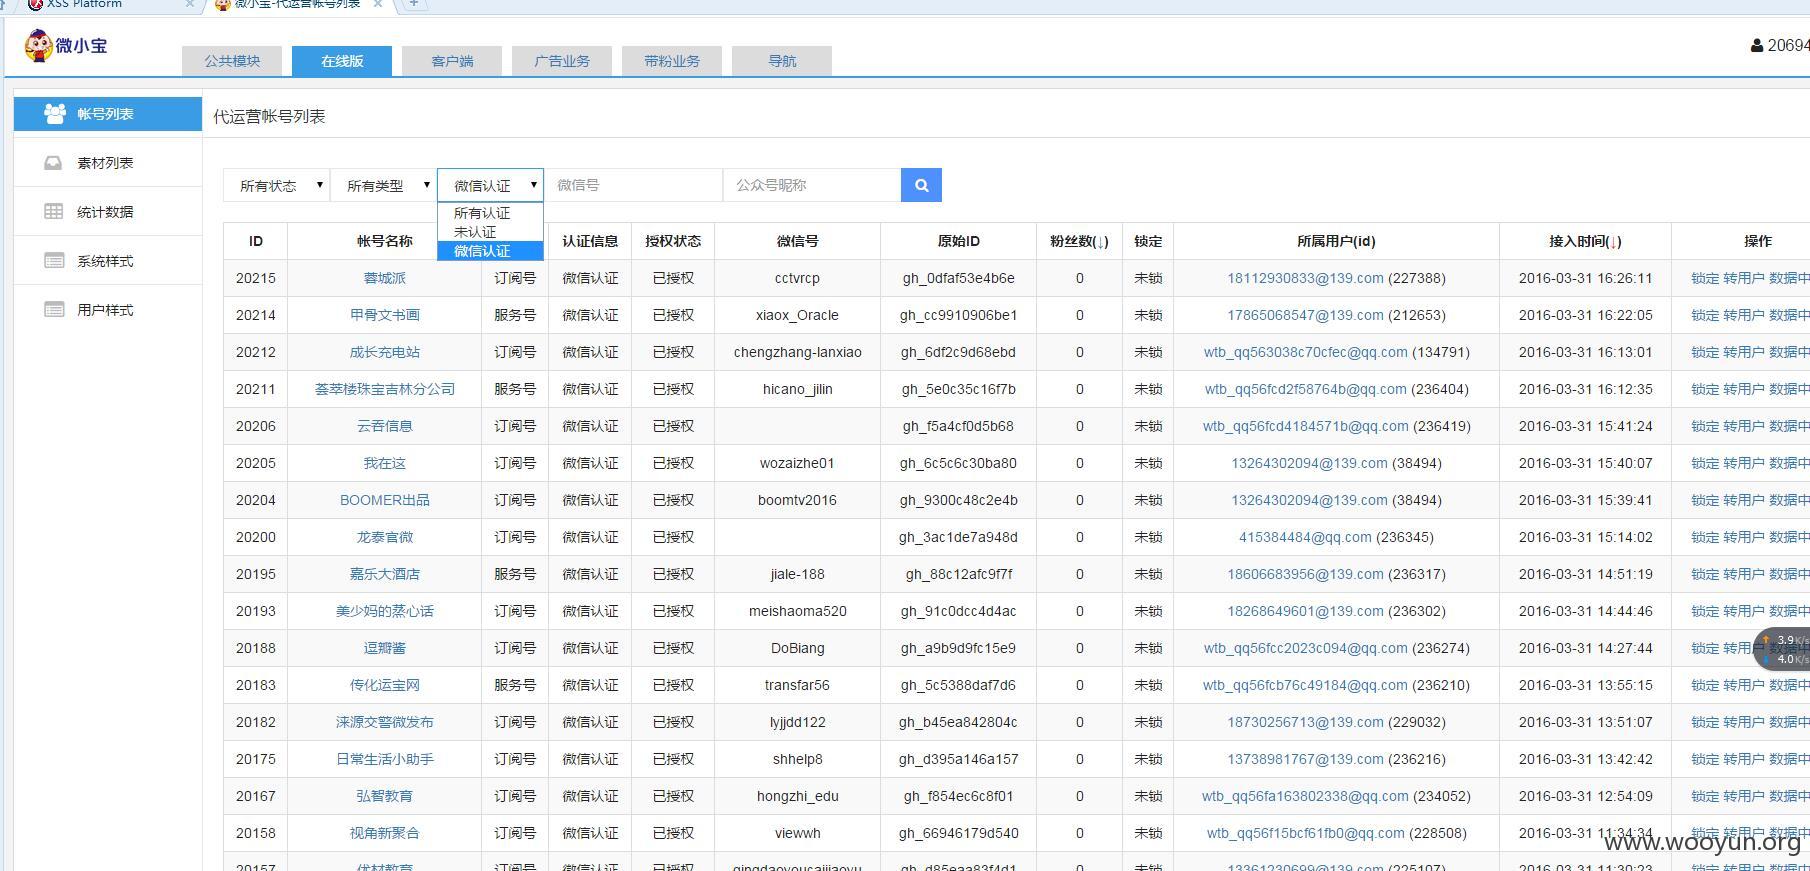 XSS Platform
微小宝-代运营帐号列表
微小宝
公共模块 在线版 客户端 广告业务 带粉业务 导航
20694
帐号列表
素材列表
统计数据
系统样式
用户样式
代运营帐号列表
所有状态 所有类型 微信认证 微信号 公众号昵称
所有认证
未认证
微信认证
ID 帐号名称 认证信息 授权状态 微信号 原始ID 粉丝数(↓) 锁定 所属用户(id) 接入时间(↓) 操作
20215 蓉城派 订阅号 微信认证 已授权 cctvrcp gh_0dfaf53e4b6e 0 未锁 18112930833@139.com (227388) 2016-03-31 16:26:11 锁定 转用户 数据中
20214 甲骨文书画 服务号 微信认证 已授权 xiaox_Oracle gh_cc9910906be1 0 未锁 17865068547@139.com (212653) 2016-03-31 16:22:05 锁定 转用户 数据中
20212 成长充电站 订阅号 微信认证 已授权 chengzhang-lanxiao gh_6df2c9d68ebd 0 未锁 wtb_qq563038c70cfec@qq.com (134791) 2016-03-31 16:13:01 锁定 转用户 数据中
20211 荟萃楼珠宝吉林分公司 服务号 微信认证 已授权 hicano_jilin gh_5e0c35c16f7b 0 未锁 wtb_qq56fcd2f58764b@qq.com (236404) 2016-03-31 16:12:35 锁定 转用户 数据中
20206 云吞信息 订阅号 微信认证 已授权 gh_f5a4cf0d5b68 0 未锁 wtb_qq56fcd4184571b@qq.com (236419) 2016-03-31 15:41:24 锁定 转用户 数据中
20205 我在这 订阅号 微信认证 已授权 wozaizhe01 gh_6c5c6c30ba80 0 未锁 13264302094@139.com (38494) 2016-03-31 15:40:07 锁定 转用户 数据中
20204 BOOMER出品 订阅号 微信认证 已授权 boomtv2016 gh_9300c48c2e4b 0 未锁 13264302094@139.com (38494) 2016-03-31 15:39:41 锁定 转用户 数据中
20200 龙泰官微 订阅号 微信认证 已授权 gh_3ac1de7a948d 0 未锁 415384484@qq.com (236345) 2016-03-31 15:14:02 锁定 转用户 数据中
20195 嘉乐大酒店 服务号 微信认证 已授权 jiale-188 gh_88c12afc9f7f 0 未锁 18606683956@139.com (236317) 2016-03-31 14:51:19 锁定 转用户 数据中
20193 美少妈的蒸心话 订阅号 微信认证 已授权 meishaoma520 gh_91c0dcc4d4ac 0 未锁 18268649601@139.com (236302) 2016-03-31 14:44:46 锁定 转用户 数据中
3.9K/s
20188 逗瓣酱 订阅号 微信认证 已授权 DoBiang gh_a9b9d9fc15e9 0 未锁 wtb_qq56fcc2023c094@qq.com (236274) 2016-03-31 14:27:44 锁定 转用户 数据中
4.0K/s
20183 传化运宝网 服务号 微信认证 已授权 transfar56 gh_5c5388daf7d6 0 未锁 wtb_qq56fcb76c49184@qq.com (236210) 2016-03-31 13:55:15 锁定 转用户 数据中
20182 涞源交警微发布 订阅号 微信认证 已授权 lyjjdd122 gh_b45ea842804c 0 未锁 18730256713@139.com (229032) 2016-03-31 13:51:07 锁定 转用户 数据中
20175 日常生活小助手 订阅号 微信认证 已授权 shhelp8 gh_d395a146a157 0 未锁 13738981767@139.com (236216) 2016-03-31 13:42:42 锁定 转用户 数据中
20167 弘智教育 订阅号 微信认证 已授权 hongzhi_edu gh_f854ec6c8f01 0 未锁 wtb_qq56fa163802338@qq.com (234052) 2016-03-31 12:54:09 锁定 转用户 数据中
20158 视角新聚合 订阅号 微信认证 已授权 viewwh gh_66946179d540 0 未锁 wtb_qq56f15bcf61fb0@qq.com (228508) 2016-03-31 11:34:34 锁定 转用户 数据中
www.wooyun.org
20157 优材教育 订阅号 微信认证 已授权 qingdaoyoucaijiaoyu gh_d85eaa83f4d1 0 未锁 13361230699@139.com (225107) 2016-03-31 11:30:23